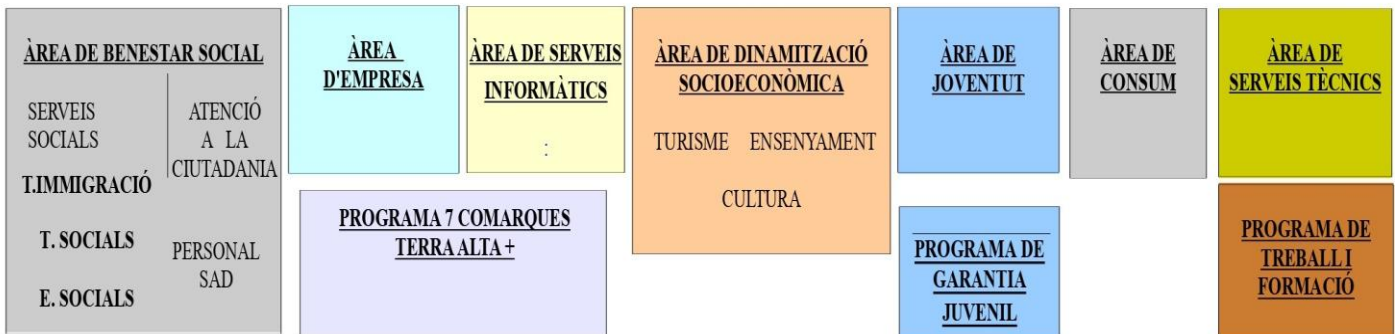 ÀREA DE BENESTAR SOCIAL
SERVEIS
SOCIALS
ATENCIÓ
A LA
CIUTADANIA
T.IMMIGRACIÓ
T. SOCIALS
PERSONAL
SAD
E. SOCIALS
ÀREA
D'EMPRESA
ÀREA DE SERVEIS
INFORMÀTICS
:
PROGRAMA 7 COMARQUES
TERRA ALTA +
ÀREA DE DINAMITZACIÓ
SOCIOECONÒMICA
TURISME ENSENYAMENT
CULTURA
ÀREA DE
JOVENTUT
PROGRAMA DE
GARANTIA
JUVENIL
ÀREA DE
CONSUM
ÀREA DE
SERVEIS TÈCNICS
PROGRAMA DE
TREBALL I
FORMACIÓ